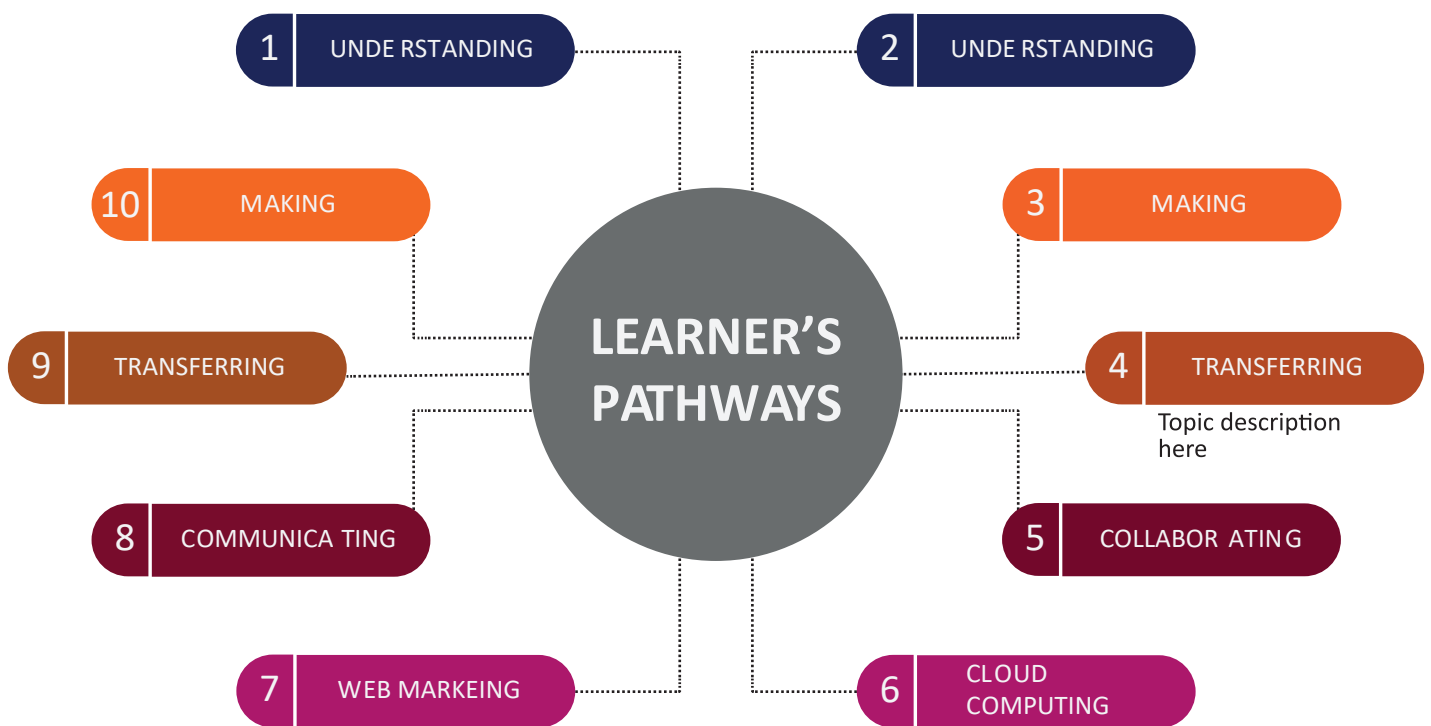 1 UNDE RSTANDING
2 UNDE RSTANDING
10 MAKING
3 MAKING
LEARNER’S
PATHWAYS
9 TRANSFERRING
4 TRANSFERRING
Topic description
here
8 COMMUNICA TING
5 COLLABOR ATING
7 WEB MARKEING
6 CLOUD
COMPUTING